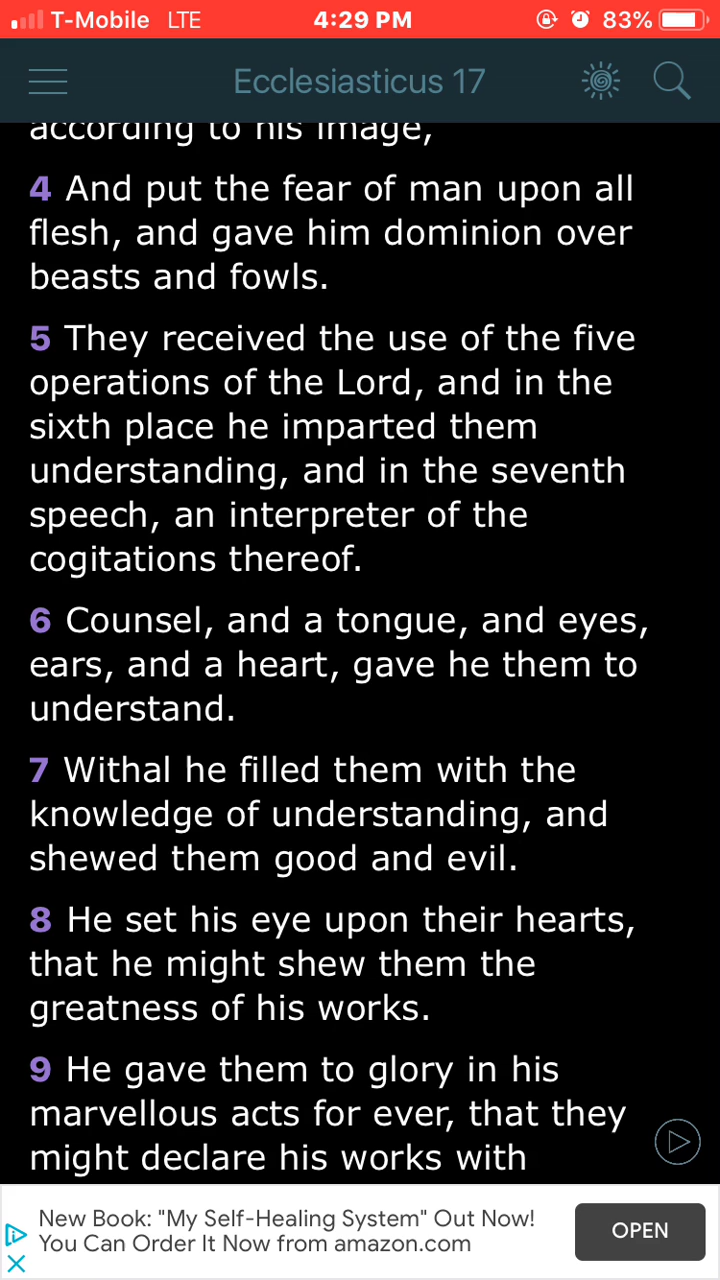 T-Mobile LTE 4:29 PM 83%
Ecclesiasticus 17
according to his image,
4 And put the fear of man upon all
flesh, and gave him dominion over
beasts and fowls.
5 They received the use of the five
operations of the Lord, and in the
sixth place he imparted them
understanding, and in the seventh
speech, an interpreter of the
cogitations thereof.
6 Counsel, and a tongue, and eyes,
ears, and a heart, gave he them to
understand.
7 Withal he filled them with the
knowledge of understanding, and
shewed them good and evil.
8 He set his eye upon their hearts,
that he might shew them the
greatness of his works.
9 He gave them to glory in his
marvellous acts for ever, that they
might declare his works with
New Book: "My Self-Healing System" Out Now!
You Can Order It Now from amazon.com
OPEN